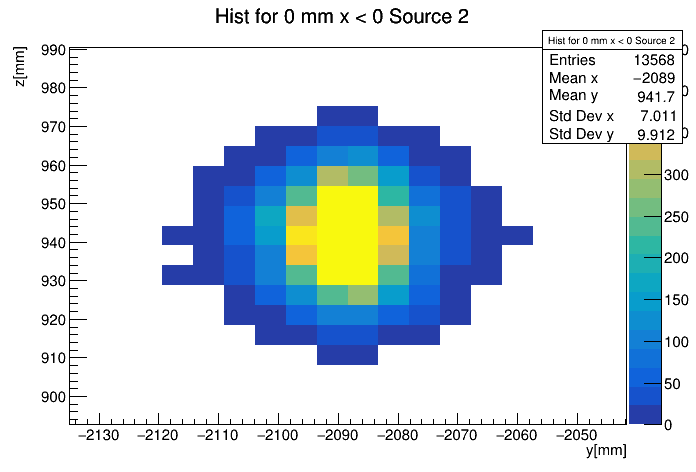 Hist for 0 mm x < 0 Source 2
Hist for 0 mm x < 0 Source 2
Entries 13568
Mean x −2089
Mean y 941.7
Std Dev x 7.011
Std Dev y 9.912
z[mm]
990
980
970
960
950
940
930
920
910
900
−2130 −2120 −2110 −2100 −2090 −2080 −2070 −2060 −2050
y[mm]
300
250
200
150
100
50
0